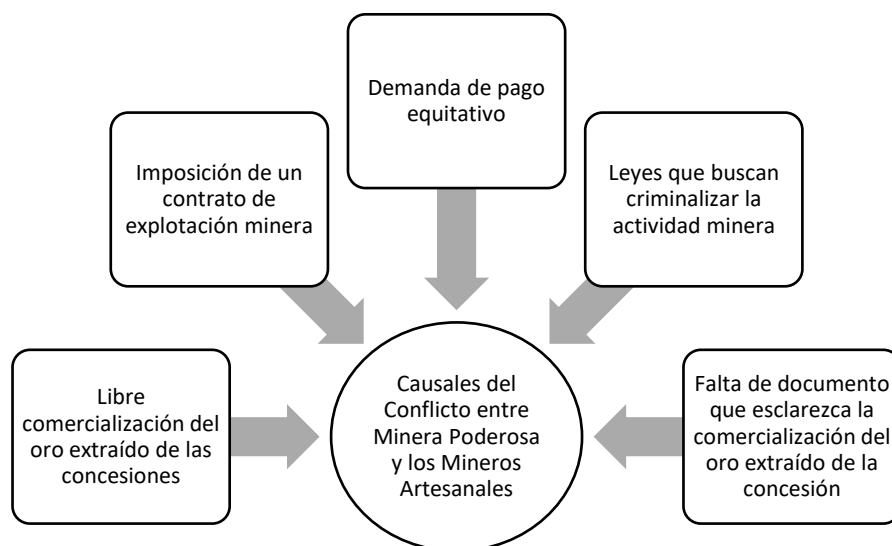 Demanda de pago
equitativo
Imposición de un
contrato de
explotación minera
Leyes que buscan
criminalizar la
actividad minera
Libre
comercialización del
oro extraído de las
concesiones
Causales del
Conflicto entre
Minera Poderosa
y los Mineros
Artesanales
Falta de documento
que esclarezca la
comercialización del
oro extraído de la
concesión